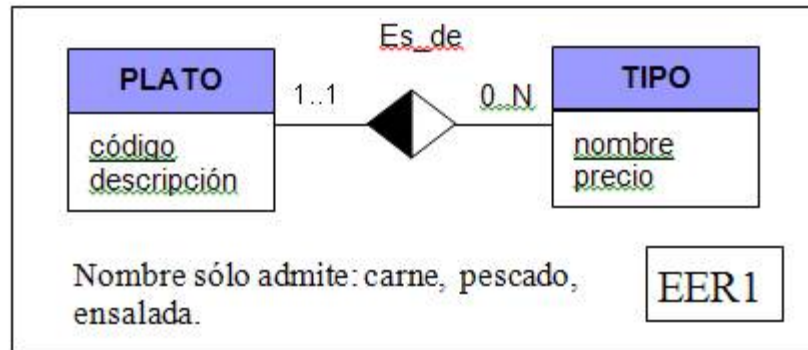 Es_de
PLATO
1..1
0..N
TIPO
código
descripción
nombre
precio
Nombre sólo admite: carne, pescado,
ensalada.
EER1